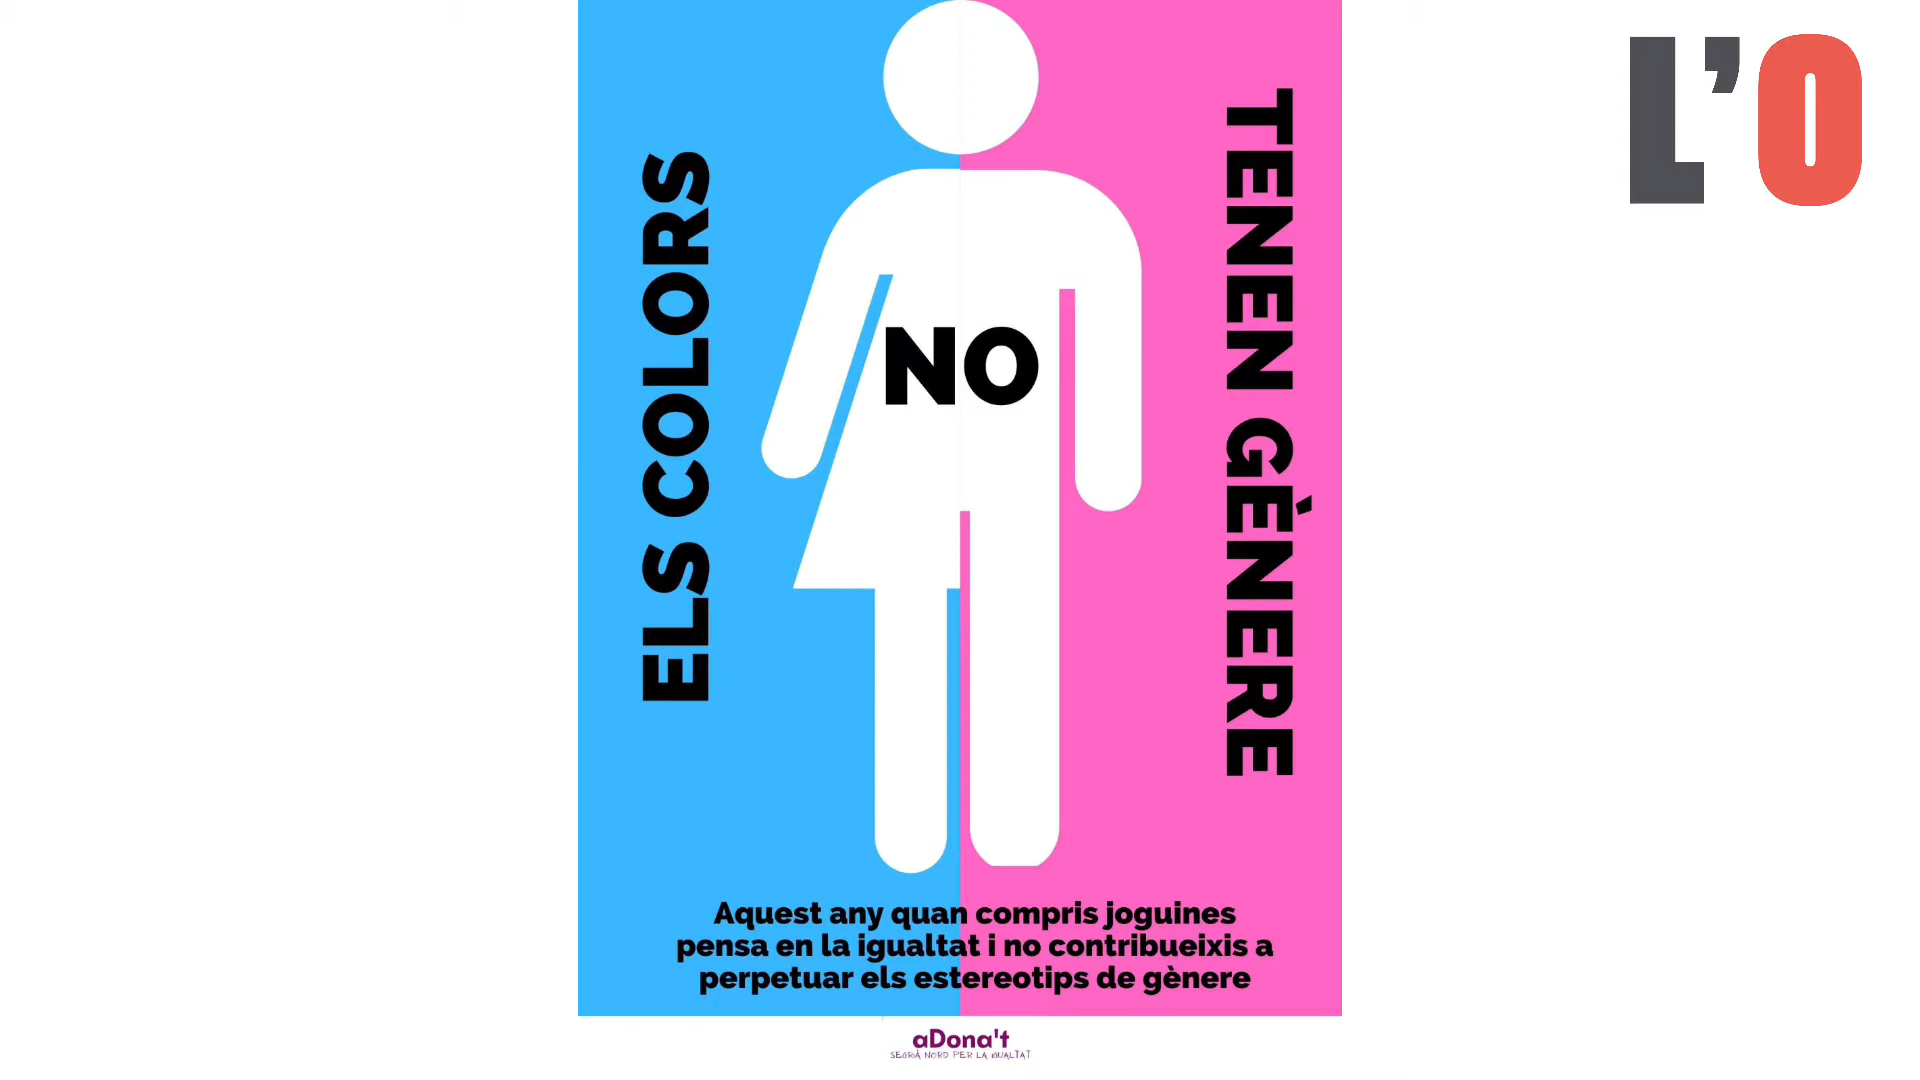 ELS COLORS
NO
TENEN GÈNERE
L'O
Aquest any quan compris joguines
pensa en la igualtat i no contribueixis a
perpetuar els estereotips de gènere
aDona't
SEGRIÀ NORD PER LA IGUALTAT